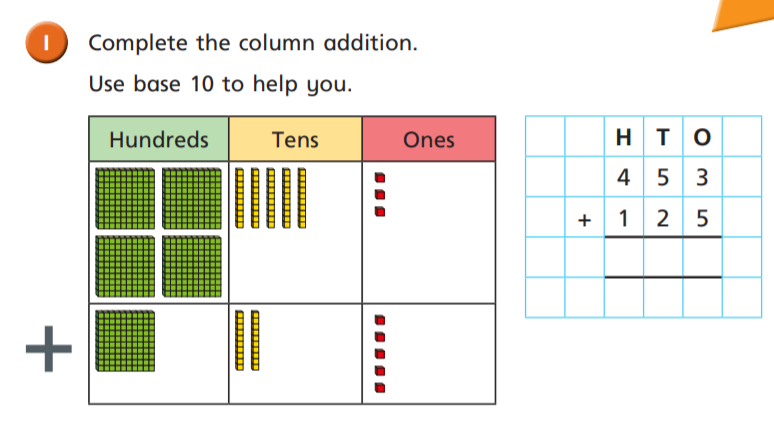 I
Complete the column addition.
Use base 10 to help you.
Hundreds Tens Ones
+
H T O
4 5 3
+ 1 2 5